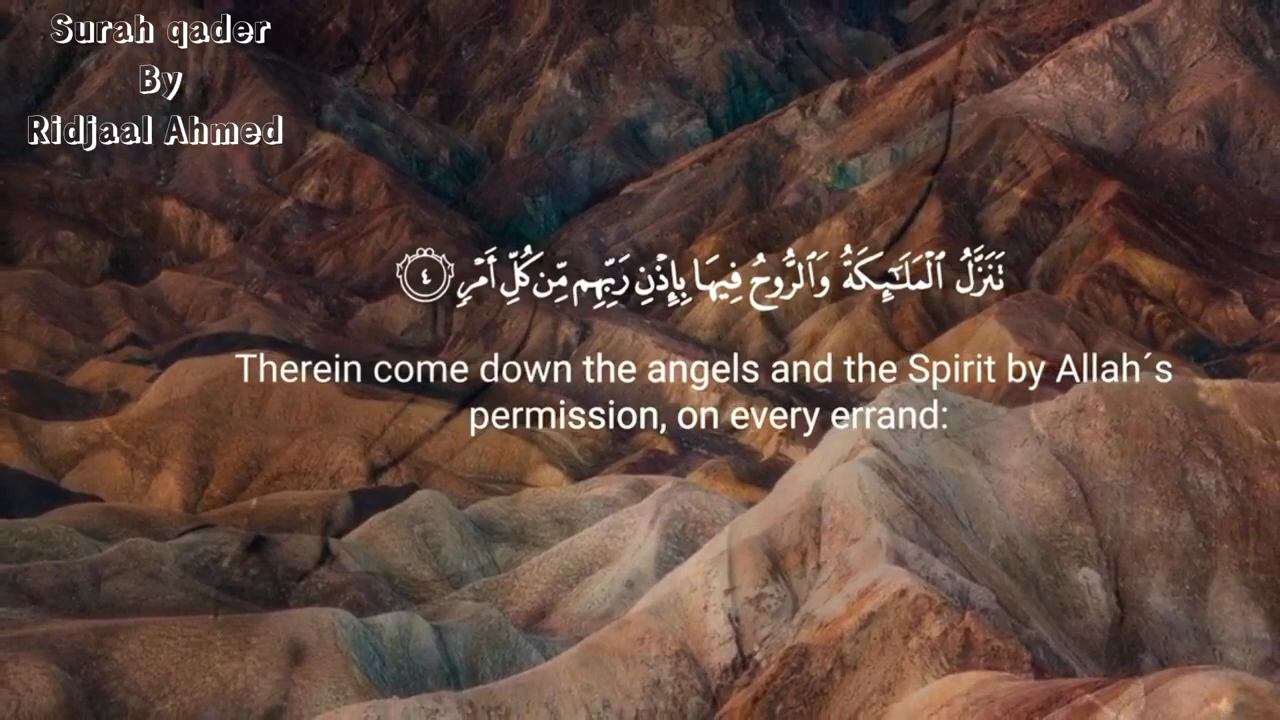 Surah qader
By
Ridjaal Ahmed
تَنَزَّلُ ٱلْمَلَـٰٓئِكَةُ وَٱلرُّوحُ فِيهَا بِإِذْنِ رَبِّهِم مِّن كُلِّ أَمْرٍ ٤
Therein come down the angels and the Spirit by Allah´s
permission, on every errand: